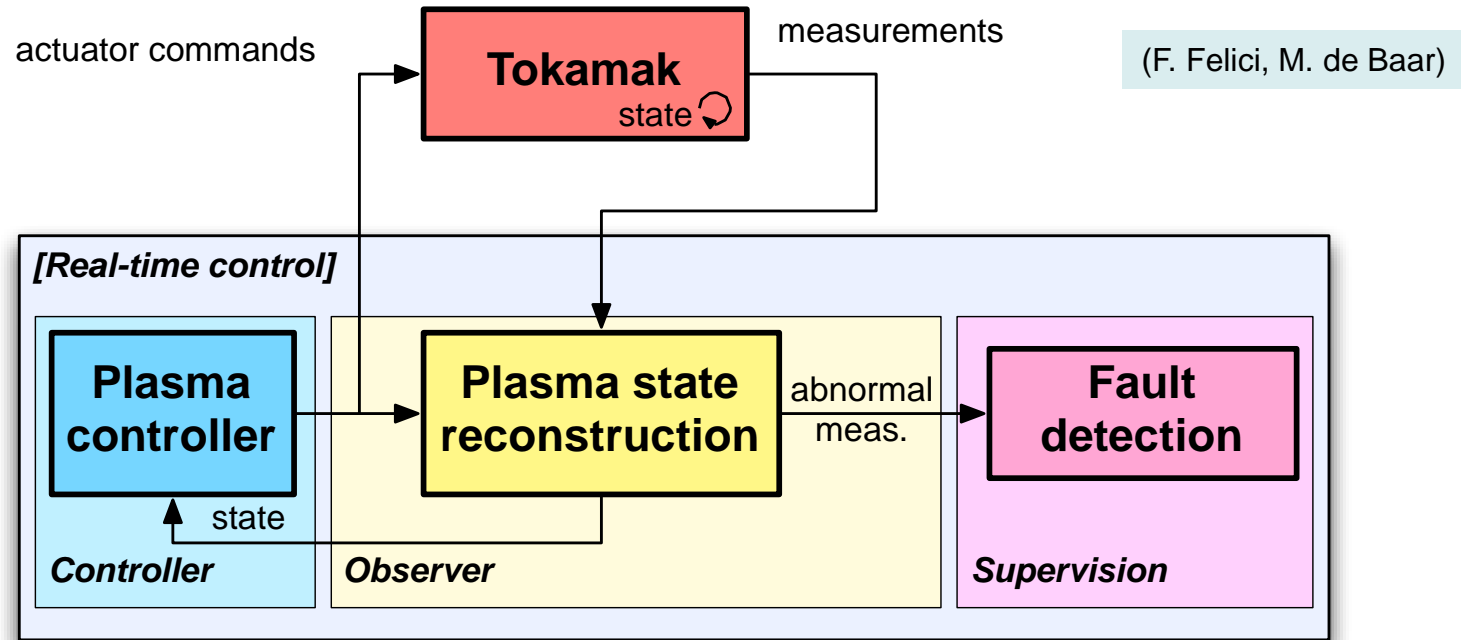 actuator commands
measurements
(F. Felici, M. de Baar)
Tokamak
state
[Real-time control]
Plasma
controller
Plasma state
reconstruction
abnormal
meas.
Fault
detection
state
Controller
Observer
Supervision